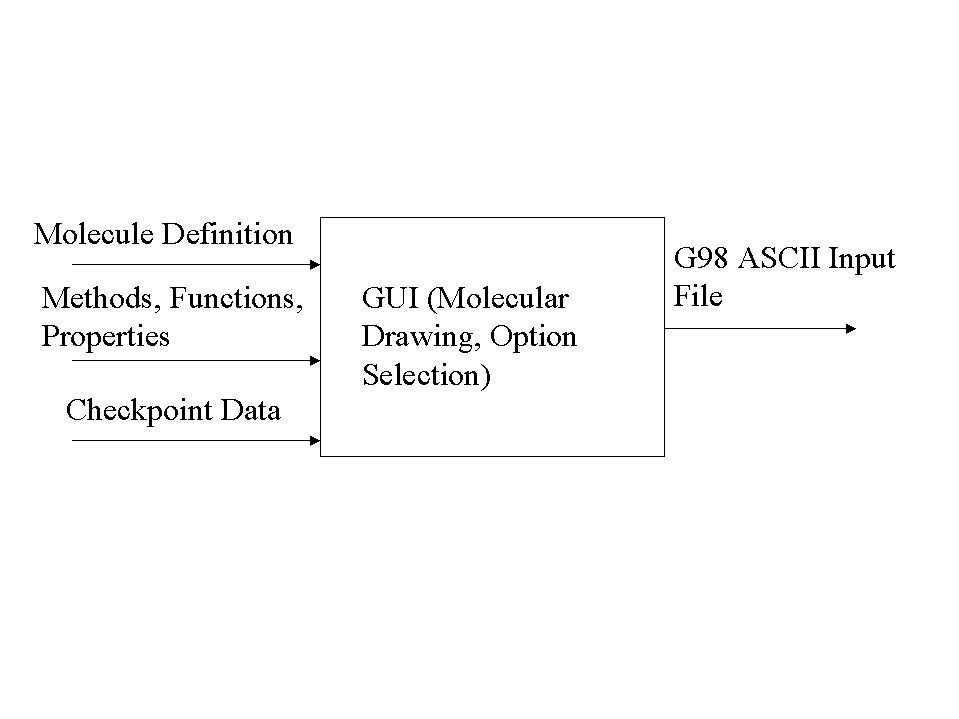 Molecule Definition
Methods, Functions,
Properties
Checkpoint Data
GUI (Molecular
Drawing, Option
Selection)
G98 ASCII Input
File